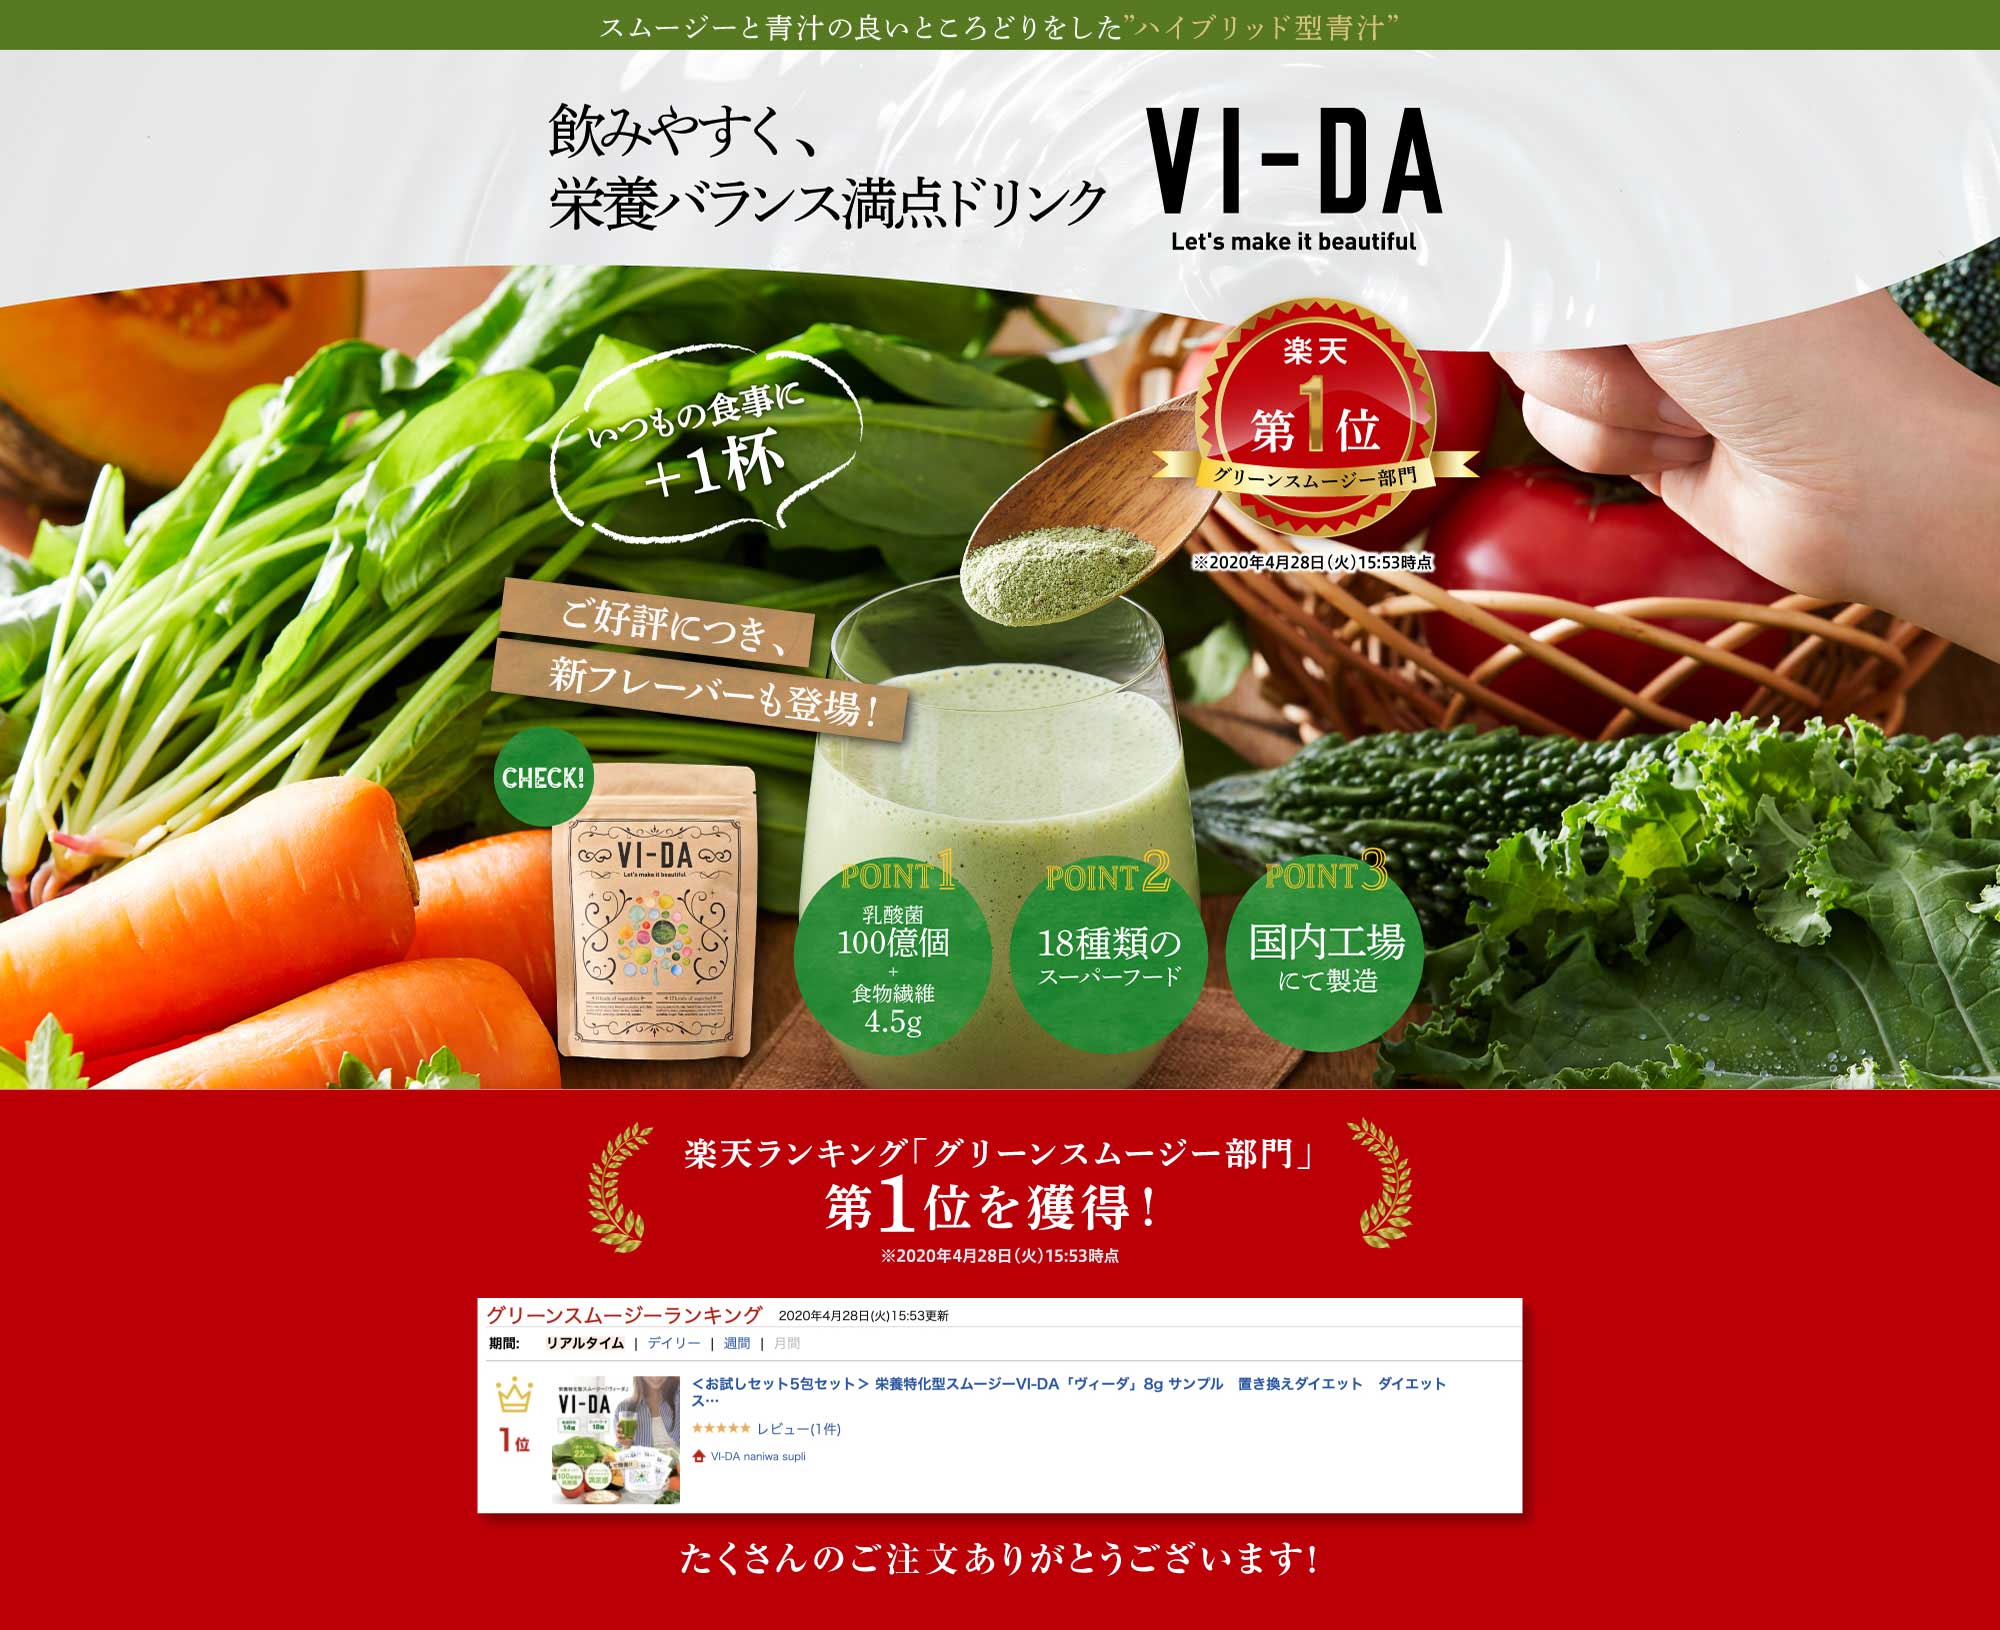 スムージーと青汁の良いところどりをした”ハイブリッド型青汁”
飲みやすく、
栄養バランス満点ドリンク
VI-DA
Let's make it beautiful
楽天
第1位
グリーンスムージー部門
※2020年4月28日(火)15:53時点
いつもの食事に
+1杯
ご好評につき、
新フレーバーも登場!
CHECK!
VI-DA
Let's make it beautiful
POINT1
乳酸菌
100億個
+
食物繊維
4.5g
POINT2
18種類の
スーパーフード
POINT3
国内工場
にて製造
楽天ランキング「グリーンスムージー部門」
第1位を獲得!
※2020年4月28日(火)15:53時点
グリーンスムージーランキング 2020年4月28日(火)15:53更新
期間: リアルタイム | デイリー | 週間 | 月間
1位
栄養特化型スムージー「ヴィーダ」
VI-DA
<お試しセット5包セット> 栄養特化型スムージーVI-DA「ヴィーダ」8g サンプル 置き換えダイエット ダイエット
ス…
★★★★★ レビュー(1件)
VI-DA naniwa supli
たくさんのご注文ありがとうございます!